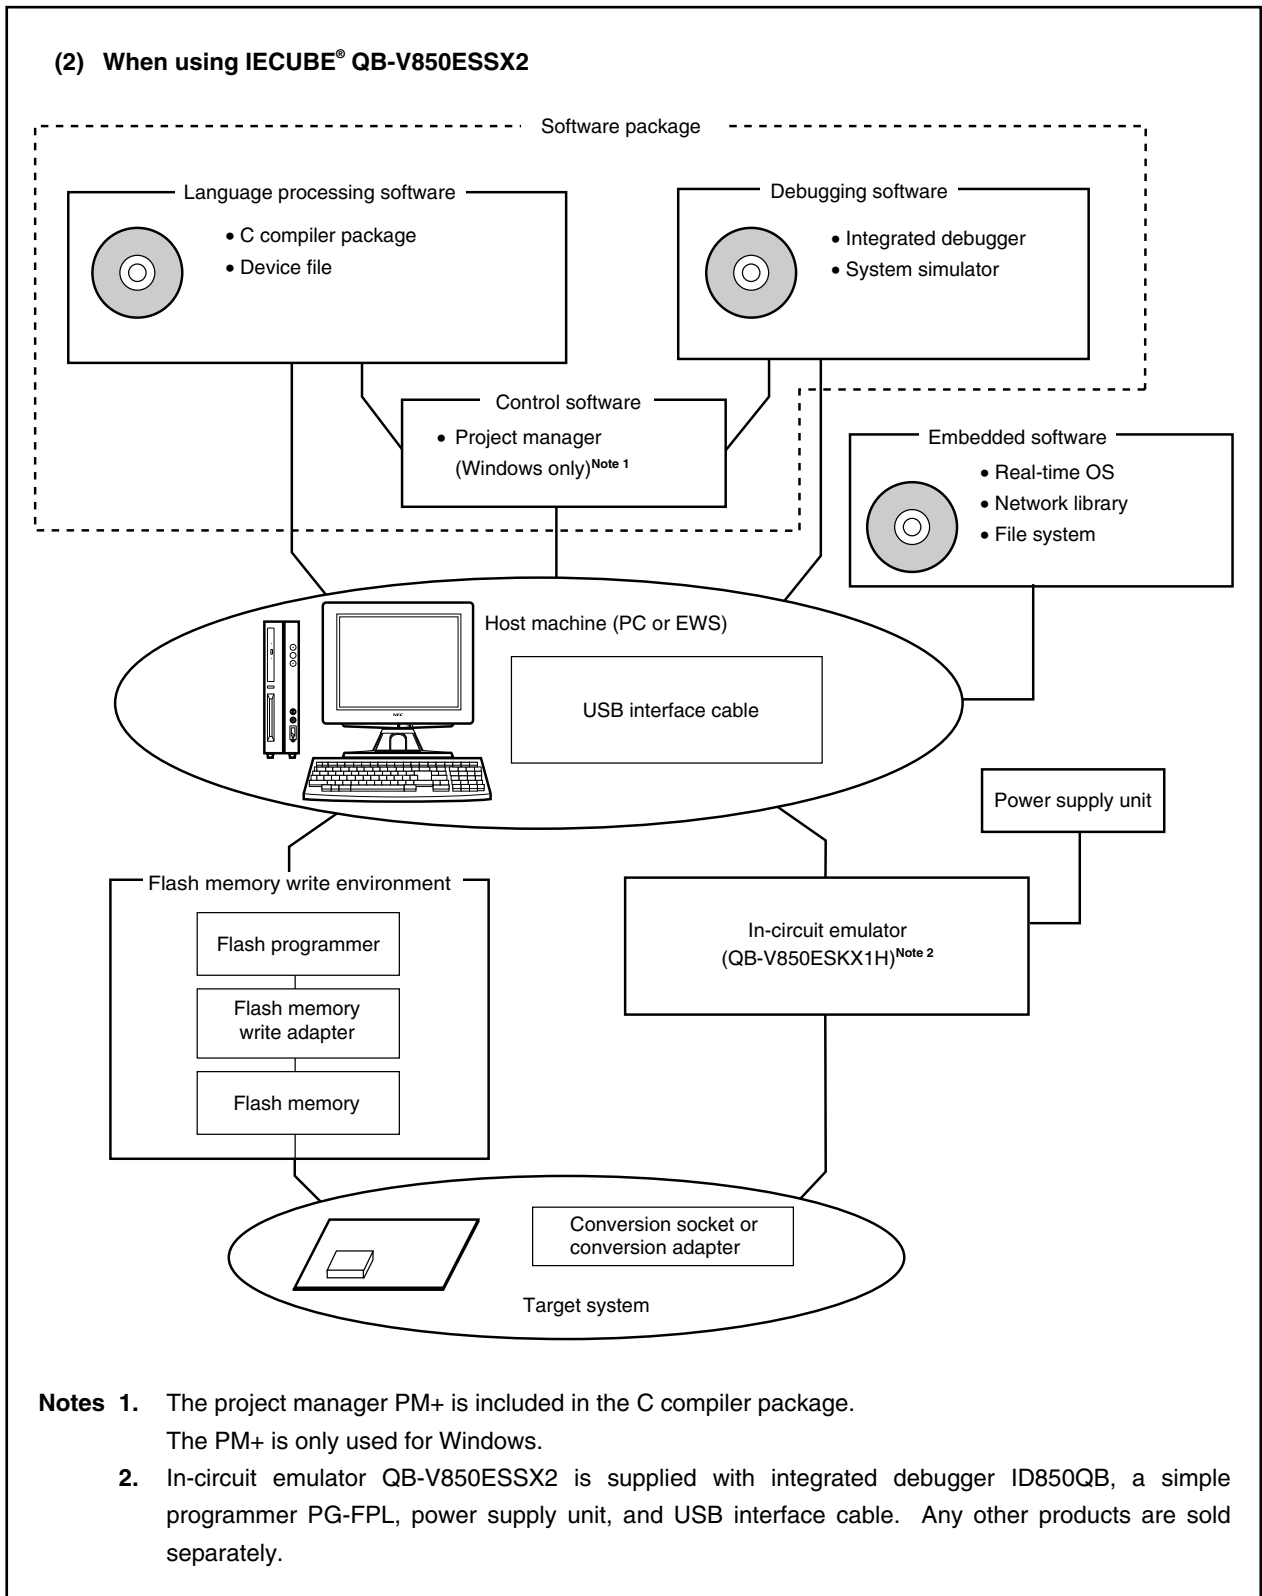 (2) When using IECUBE® QB-V850ESSX2
Software package
Language processing software
• C compiler package
• Device file
Debugging software
• Integrated debugger
• System simulator
Control software
• Project manager
(Windows only)Note 1
Embedded software
• Real-time OS
• Network library
• File system
Host machine (PC or EWS)
USB interface cable
NEC
Power supply unit
Flash memory write environment
Flash programmer
Flash memory
write adapter
Flash memory
In-circuit emulator
(QB-V850ESKX1H)Note 2
Conversion socket or
conversion adapter
Target system
Notes 1. The project manager PM+ is included in the C compiler package.
The PM+ is only used for Windows.
2. In-circuit emulator QB-V850ESSX2 is supplied with integrated debugger ID850QB, a simple
programmer PG-FPL, power supply unit, and USB interface cable. Any other products are sold
separately.